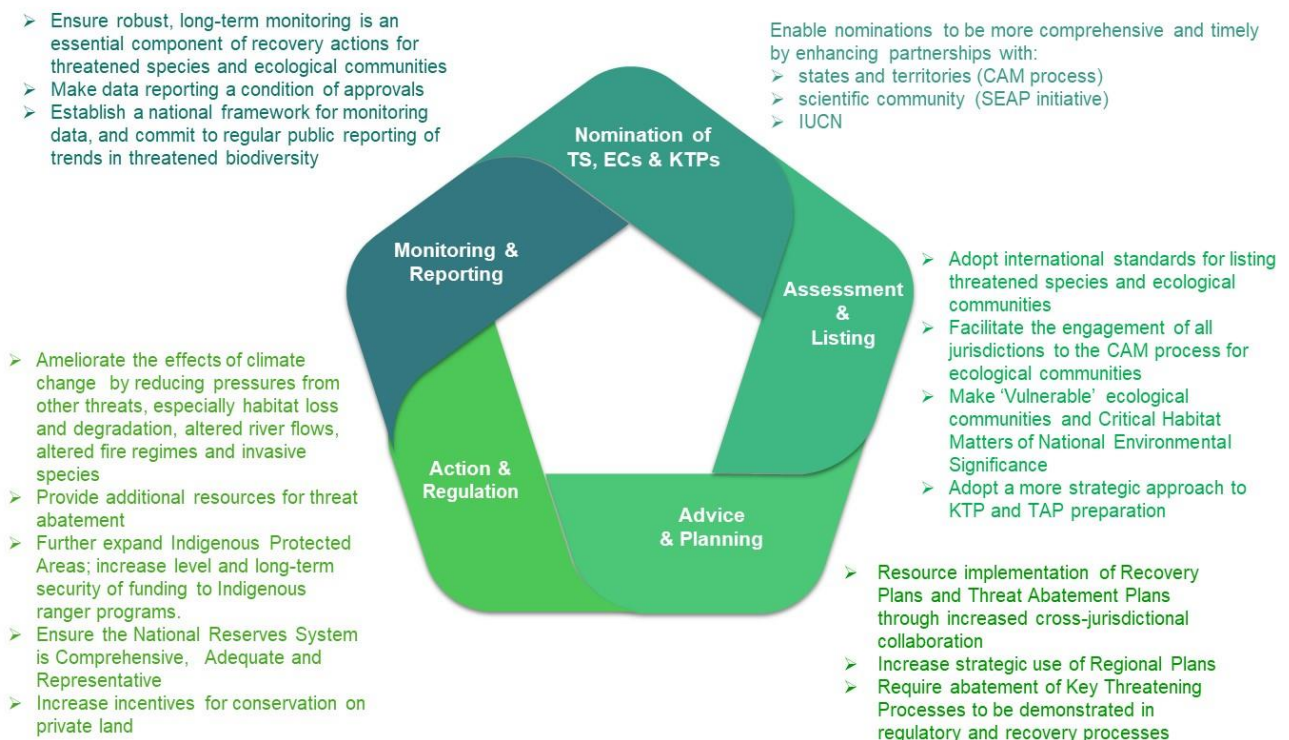 ➢ Ensure robust, long-term monitoring is an
essential component of recovery actions for
threatened species and ecological communities
➢ Make data reporting a condition of approvals
➢ Establish a national framework for monitoring
data, and commit to regular public reporting of
trends in threatened biodiversity
Enable nominations to be more comprehensive and timely
by enhancing partnerships with:
➢ states and territories (CAM process)
➢ scientific community (SEAP initiative)
➢ IUCN
Nomination of
TS, ECs & KTPs
Monitoring &
Reporting
Assessment
&
Listing
➢ Adopt international standards for listing
threatened species and ecological
communities
➢ Facilitate the engagement of all
jurisdictions to the CAM process for
ecological communities
➢ Make ‘Vulnerable’ ecological
communities and Critical Habitat
Matters of National Environmental
Significance
➢ Adopt a more strategic approach to
KTP and TAP preparation
➢ Ameliorate the effects of climate
change by reducing pressures from
other threats, especially habitat loss
and degradation, altered river flows,
altered fire regimes and invasive
species
➢ Provide additional resources for threat
abatement
➢ Further expand Indigenous Protected
Areas; increase level and long-term
security of funding to Indigenous
ranger programs.
➢ Ensure the National Reserves System
is Comprehensive, Adequate and
Representative
➢ Increase incentives for conservation on
private land
Action &
Regulation
Advice
& Planning
➢ Resource implementation of Recovery
Plans and Threat Abatement Plans
through increased cross-jurisdictional
collaboration
➢ Increase strategic use of Regional Plans
➢ Require abatement of Key Threatening
Processes to be demonstrated in
regulatory and recovery processes